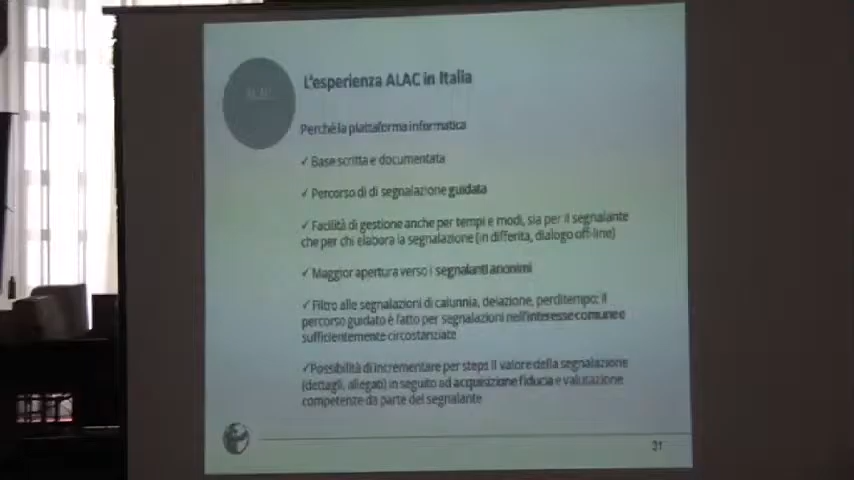 L'esperienza ALAC in Italia
Perché la piattaforma informatica
✓ Base scritta e documentata
✓ Percorso di di segnalazione guidata
✓ Facilità di gestione anche per tempi e modi, sia per il segnalante
che per chi elabora la segnalazione (in differita, dialogo off-line)
✓ Maggior apertura verso i segnalanti anonimi
✓ Filtro alle segnalazioni di calunnia, delazione, perditempo: il
percorso guidato è fatto per segnalazioni nell'interesse comune e
sufficientemente circostanziate
✓Possibilità di incrementare per steps il valore della segnalazione
(dettagli, allegati) in seguito ad acquisizione fiducia e valutazione
competenze da parte del segnalante
31